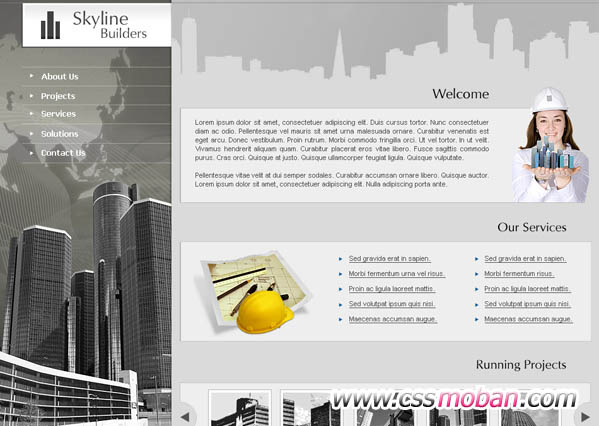 Skyline
Builders
About Us
Projects
Services
Solutions
Contact Us
Welcome
Lorem ipsum dolor sit amet, consectetuer adipiscing elit. Duis cursus tortor. Nunc consectetuer
diam ac odio. Pellentesque vel mauris sit amet urna malesuada ornare. Curabitur venenatis est
eget arcu. Donec vestibulum. Proin rutrum. Morbi commodo fringilla orci. Ut vel tortor. In ut velit.
Vivamus hendrerit aliquam quam. Curabitur placerat eros vitae libero. Fusce sagittis commodo
purus. Cras orci. Quisque at justo. Quisque ullamcorper feugiat ligula. Quisque vulputate.
Pellentesque vitae velit at dui semper sodales. Curabitur accumsan ornare libero. Quisque auctor.
Lorem ipsum dolor sit amet, consectetuer adipiscing elit. Nulla adipiscing porta ante.
Our Services
Sed gravida erat in sapien.
Morbi fermentum urna vel risus.
Proin ac ligula laoreet mattis.
Sed volutpat ipsum quis nisi.
Maecenas accumsan augue.
Sed gravida erat in sapien.
Morbi fermentum risus.
Proin ac ligula mattis.
Sed volutpat ipsum quis nisi.
Maecenas accumsan augue.
Running Projects
www.cssmoban.com